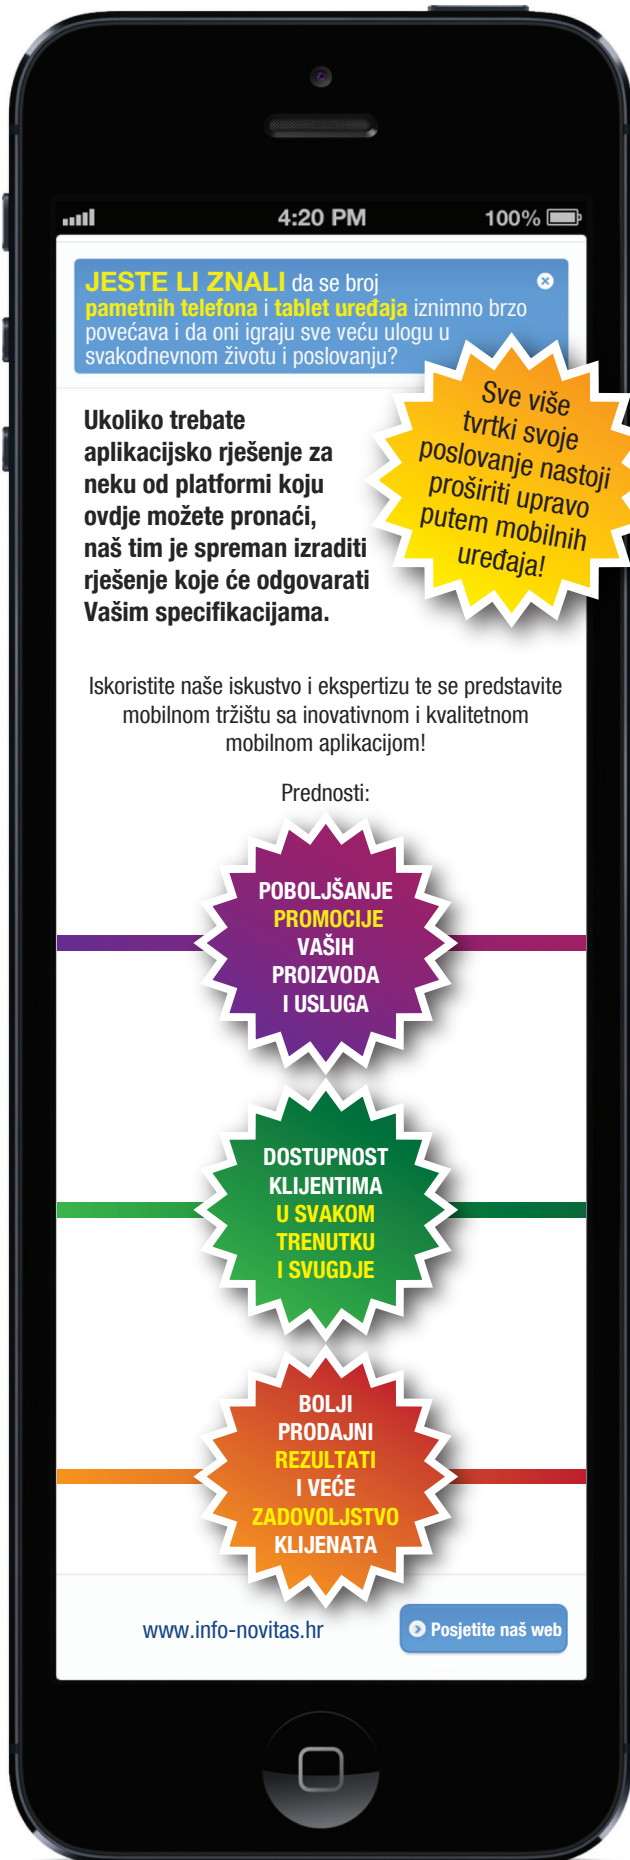 4:20 PM
100%
JESTE LI ZNALI da se broj
pametnih telefona i tablet uređaja iznimno brzo
povećava i da oni igraju sve veću ulogu u
svakodnevnom životu i poslovanju?
Sve više
tvrtki svoje
poslovanje nastoji
proširiti upravo
putem mobilnih
uređaja!
Ukoliko trebate
aplikacijsko rješenje za
neku od platformi koju
ovdje možete pronaći,
naš tim je spreman izraditi
rješenje koje će odgovarati
Vašim specifikacijama.
Iskoristite naše iskustvo i ekspertizu te se predstavite
mobilnom tržištu sa inovativnom i kvalitetnom
mobilnom aplikacijom!
Prednosti:
POBOLJŠANJE
PROMOCIJE
VAŠIH
PROIZVODA
I USLUGA
DOSTUPNOST
KLIJENTIMA
U SVAKOM
TRENUTKU
I SVUGDJE
BOLJI
PRODAJNI
REZULTATI
I VEĆE
ZADOVOLJSTVO
KLIJENATA
www.info-novitas.hr
Posjetite naš web